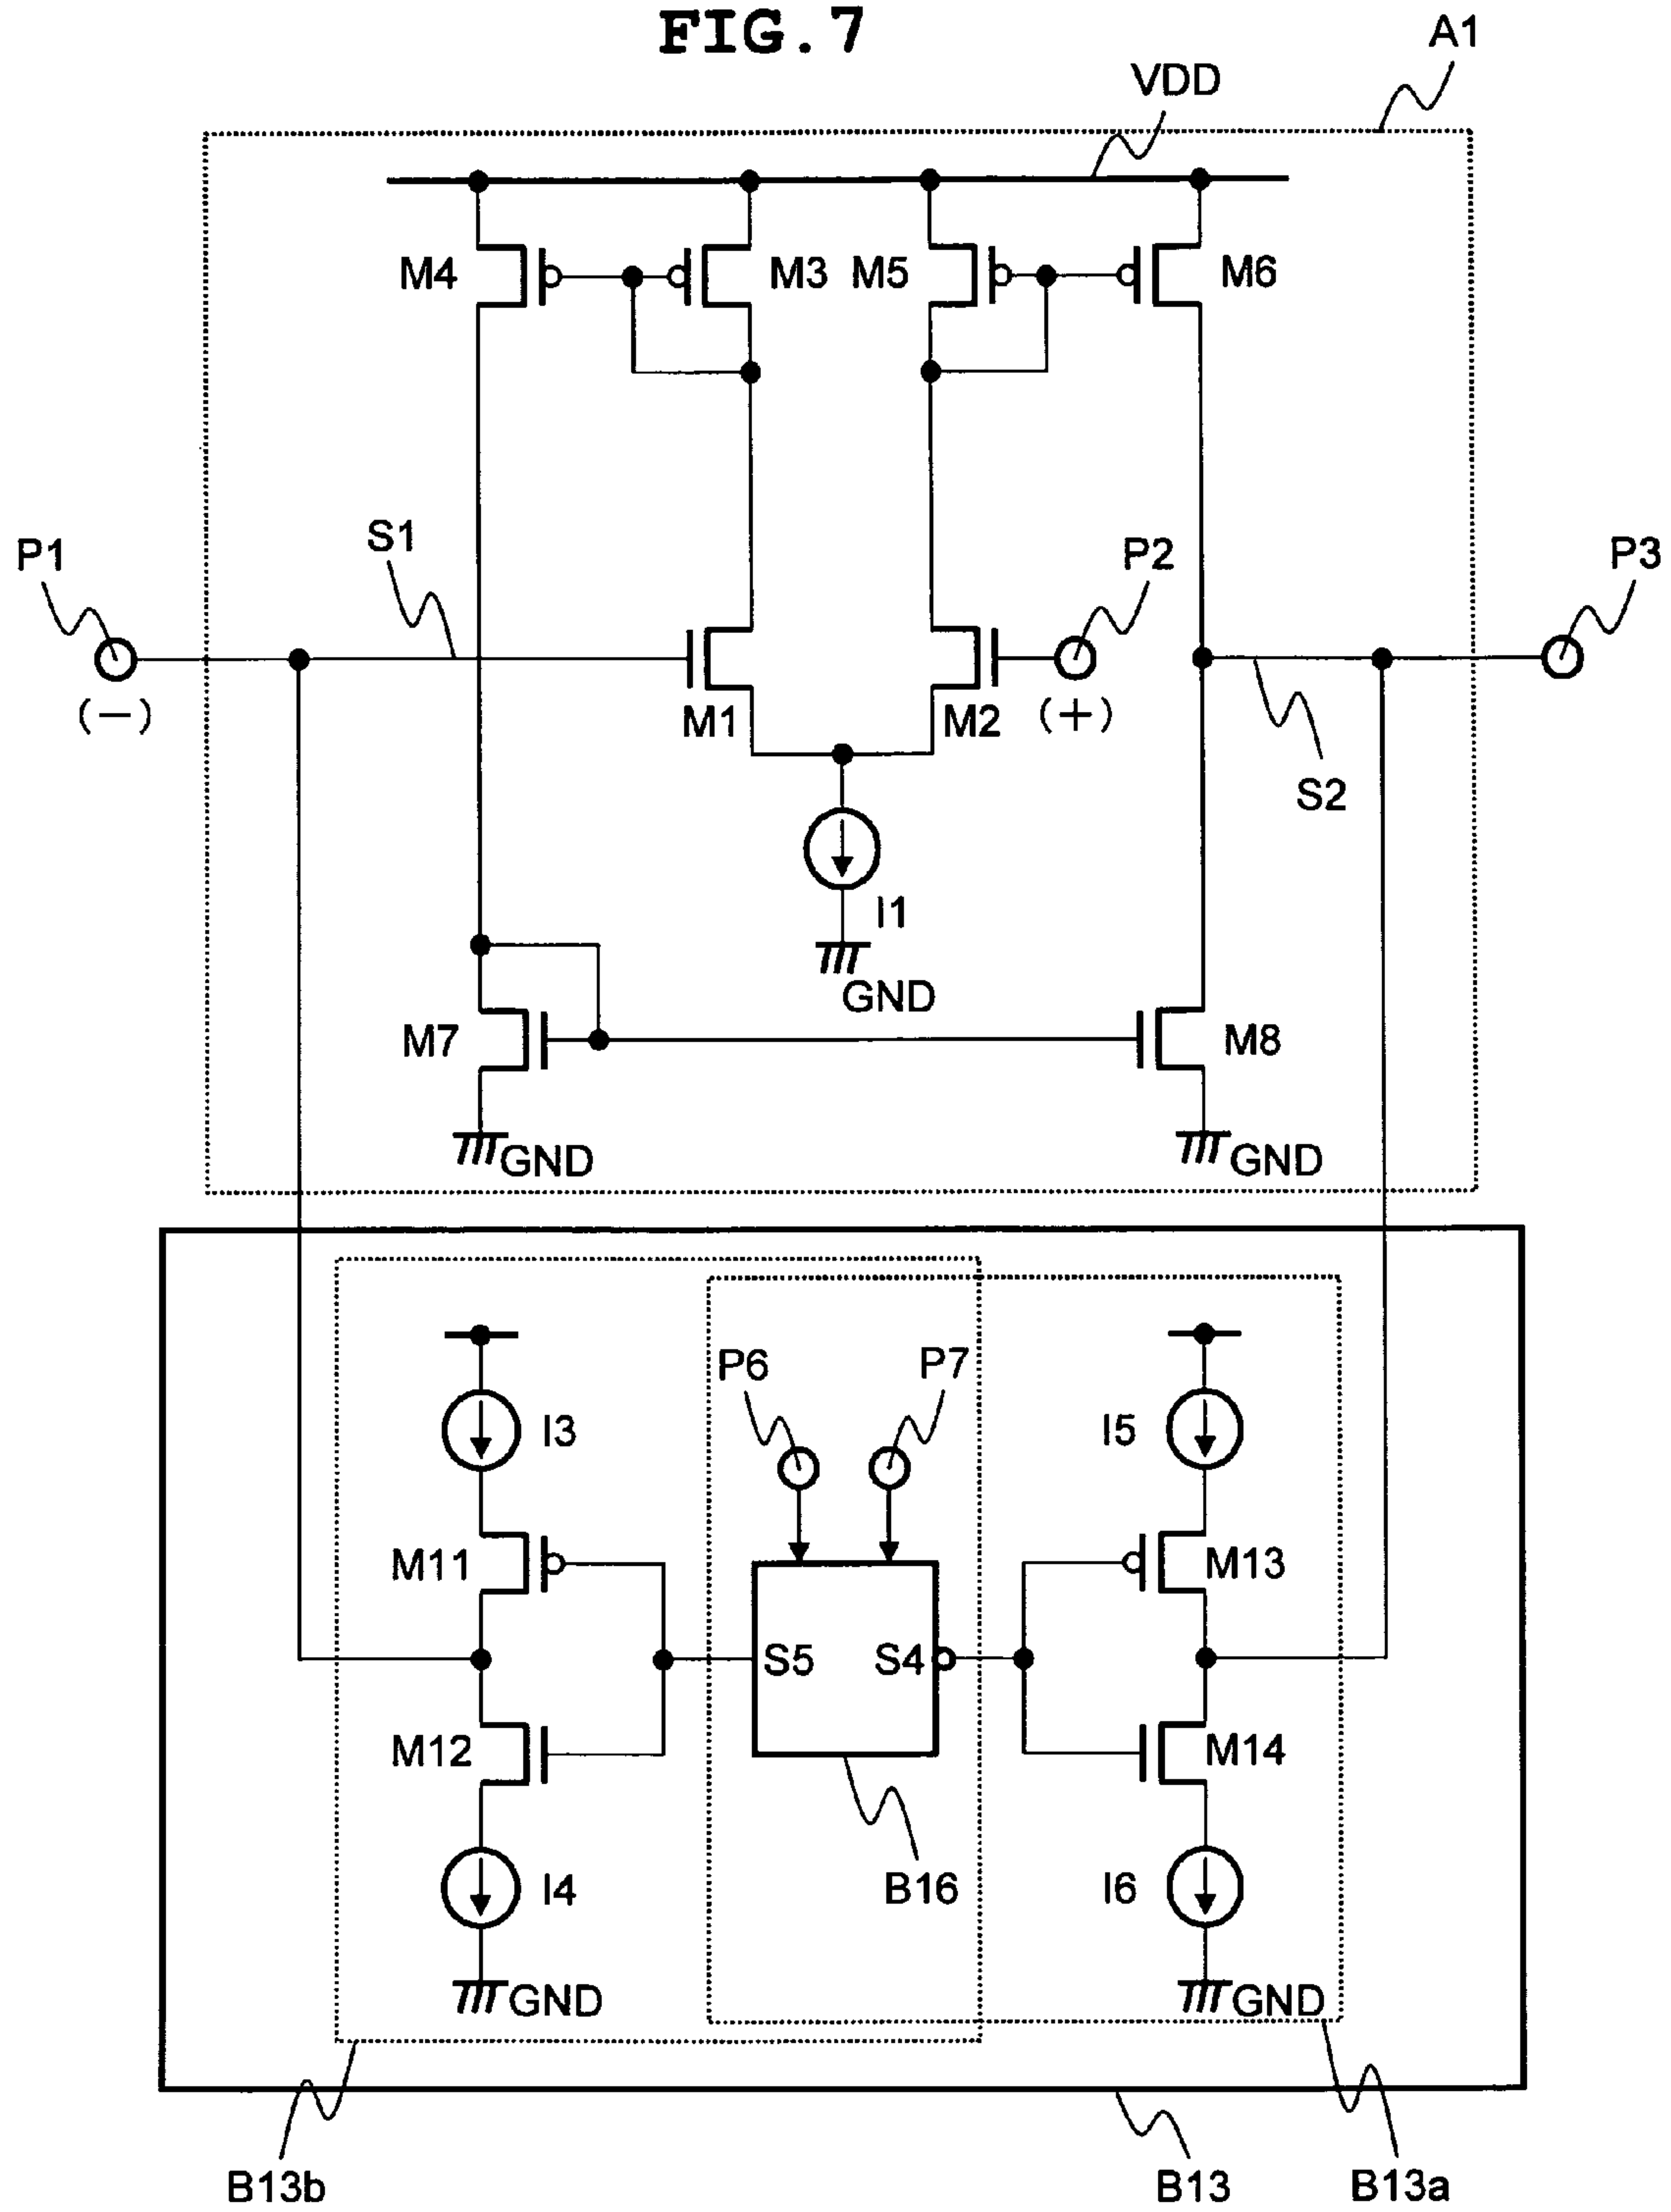 FIG.7
A1
VDD
M4
M3
M5
M6
S1
P1
P2
P3
(−)
M1
M2
(+)
S2
I1
GND
M7
M8
GND
GND
P6
P7
I3
I5
M11
M13
S5
S4
M12
M14
I4
B16
I6
GND
GND
B13b
B13
B13a